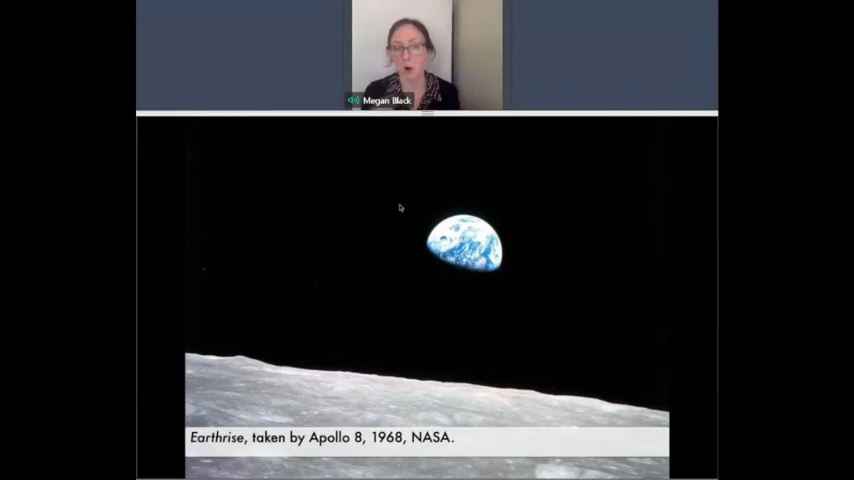 Megan Black
Earthrise, taken by Apollo 8, 1968, NASA.